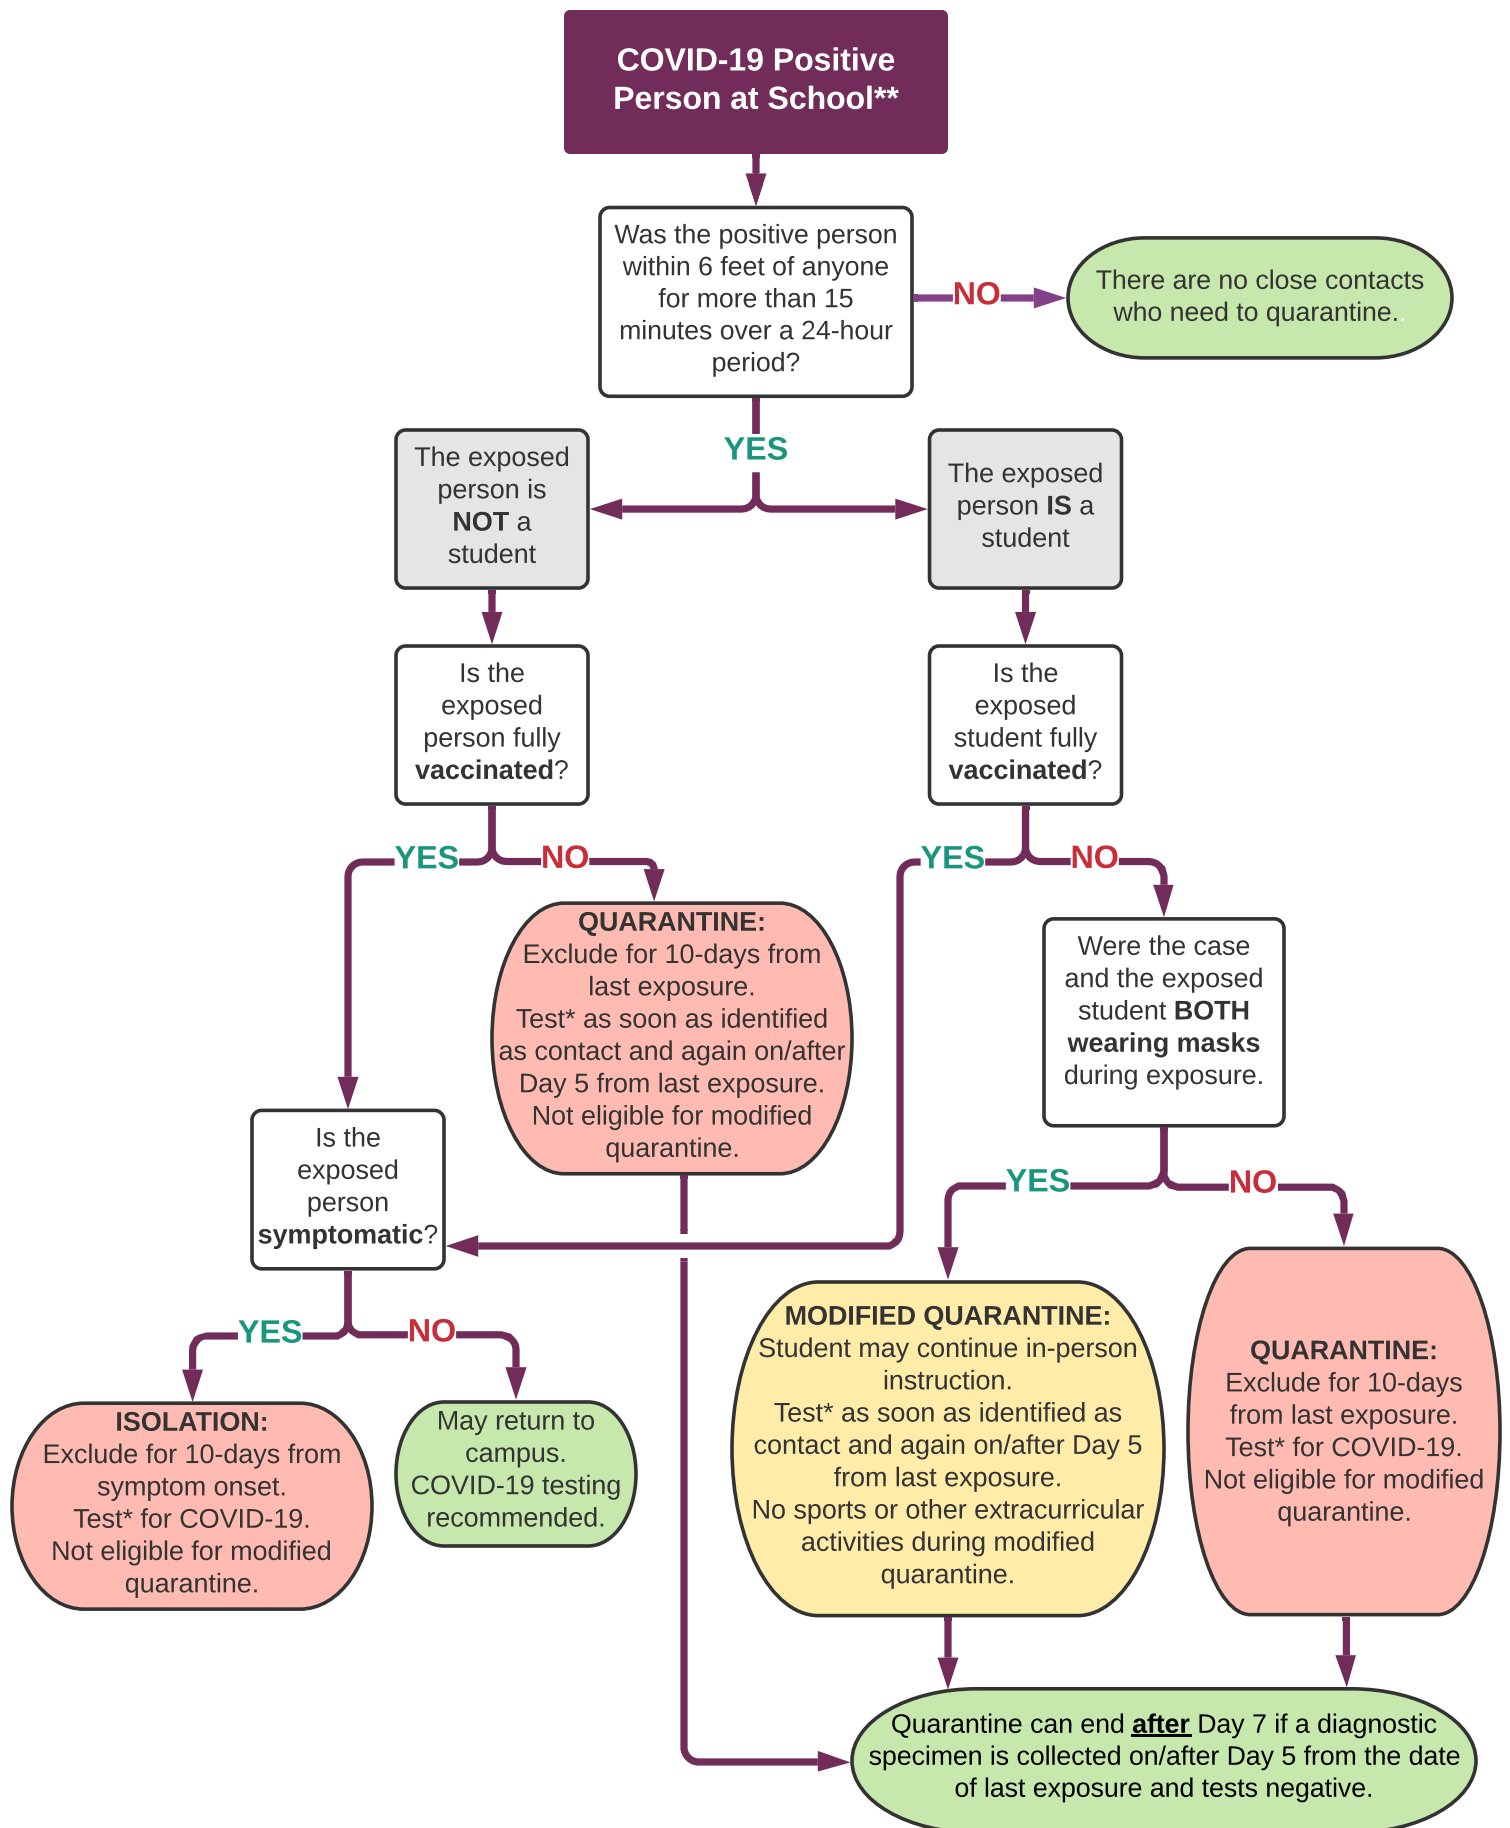 COVID-19 Positive
Person at School**
Was the positive person
within 6 feet of anyone
for more than 15
minutes over a 24-hour
period?
NO
There are no close contacts
who need to quarantine..
YES
The exposed
person is
NOT a
student
The exposed
person IS a
student
Is the
exposed
person fully
vaccinated?
Is the
exposed
student fully
vaccinated?
YES
NO
YES
NO
QUARANTINE:
Exclude for 10-days from
last exposure.
Test* as soon as identified
as contact and again on/after
Day 5 from last exposure.
Not eligible for modified
quarantine.
Were the case
and the exposed
student BOTH
wearing masks
during exposure.
Is the
exposed
person
symptomatic?
YES
NO
YES
NO
MODIFIED QUARANTINE:
Student may continue in-person
instruction.
Test* as soon as identified as
contact and again on/after Day 5
from last exposure.
No sports or other extracurricular
activities during modified
quarantine.
QUARANTINE:
Exclude for 10-days
from last exposure.
Test* for COVID-19.
Not eligible for modified
quarantine.
ISOLATION:
Exclude for 10-days from
symptom onset.
Test* for COVID-19.
Not eligible for modified
quarantine.
May return to
campus.
COVID-19 testing
recommended.
Quarantine can end after Day 7 if a diagnostic
specimen is collected on/after Day 5 from the date
of last exposure and tests negative.